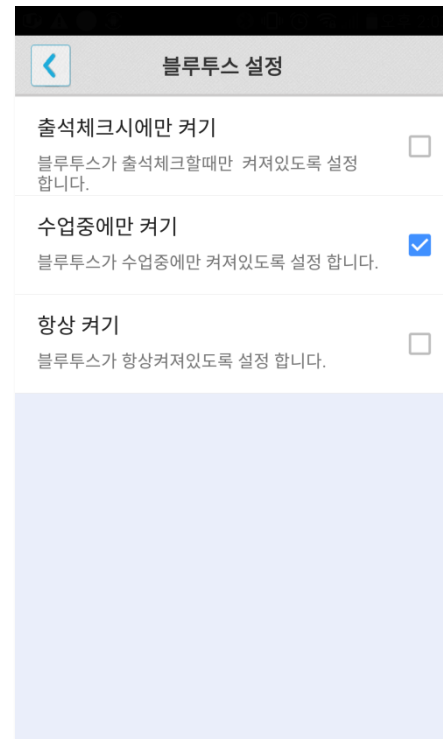 블루투스 설정
출석체크시에만 켜기
블루투스가 출석체크할때만  켜져있도록 설정
합니다.
수업중에만 켜기
블루투스가 수업중에만 켜져있도록 설정 합니다.
항상 켜기
블루투스가 항상켜져있도록 설정 합니다.